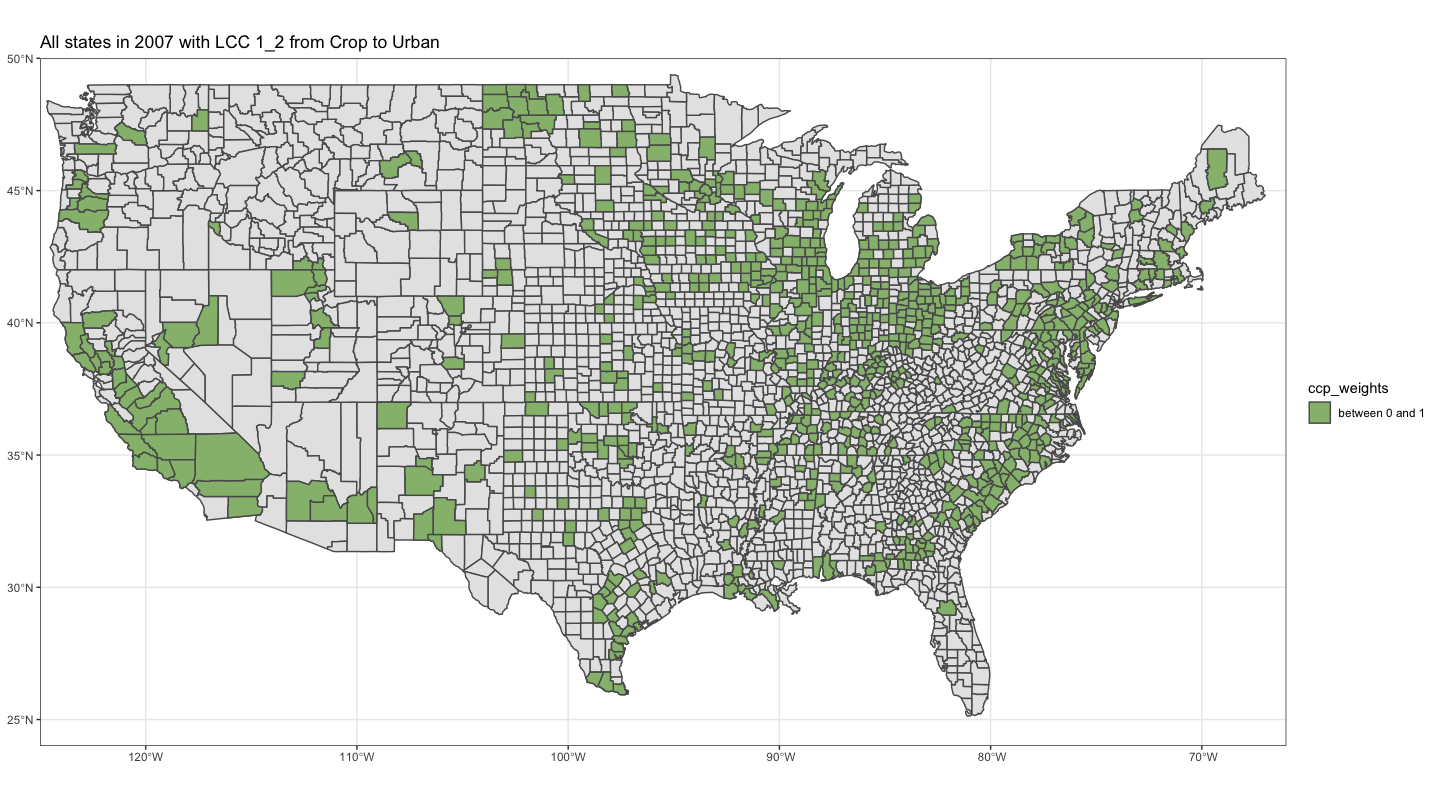 All states in 2007 with LCC 1_2 from Crop to Urban
50°N
45°N
40°N
35°N
30°N
25°N
120°W
110°W
100°W
90°W
80°W
70°W
ccp_weights
between 0 and 1